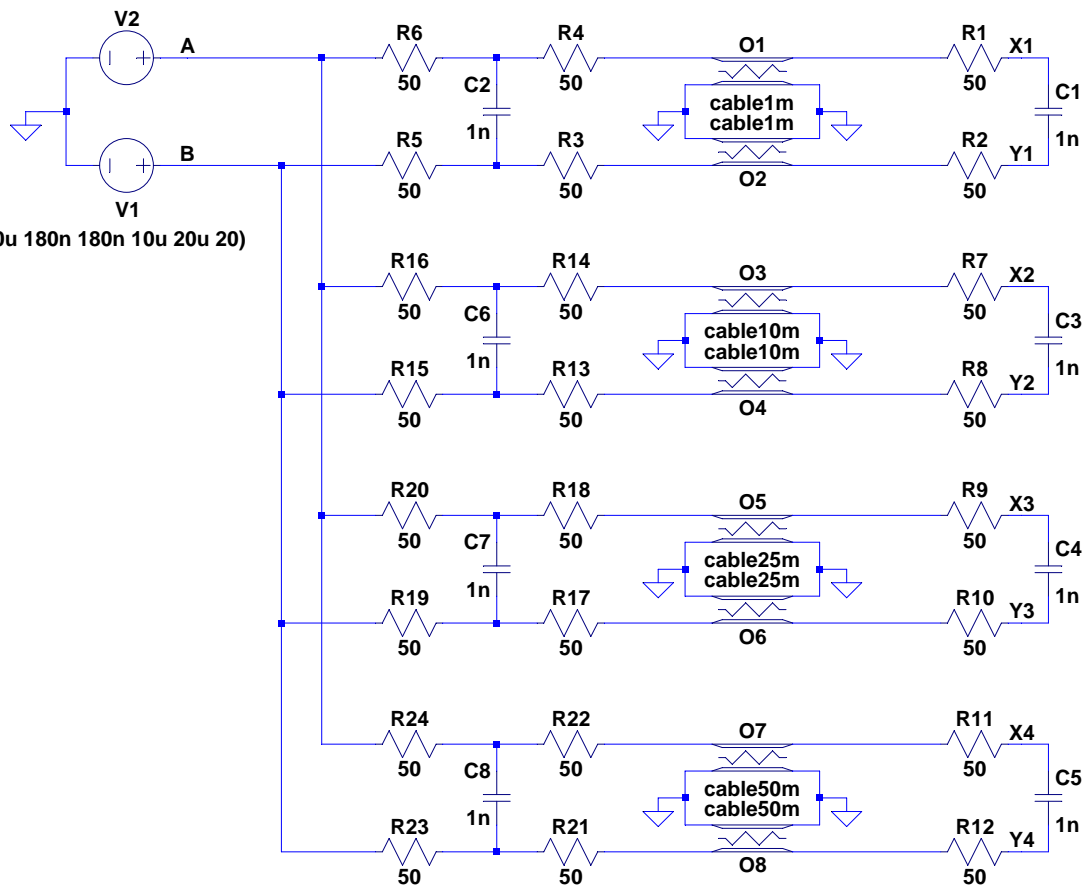 V2
A
R6
50
R4
50
O1
R1
50
X1
C2
1n
cable1m
cable1m
C1
1n
B
R5
50
R3
50
O2
R2
50
Y1
V1
0u 180n 180n 10u 20u 20)
R16
50
R14
50
O3
R7
50
X2
C6
1n
cable10m
cable10m
C3
1n
R15
50
R13
50
O4
R8
50
Y2
R20
50
R18
50
O5
R9
50
X3
C7
1n
cable25m
cable25m
C4
1n
R19
50
R17
50
O6
R10
50
Y3
R24
50
R22
50
O7
R11
50
X4
C8
1n
cable50m
cable50m
C5
1n
R23
50
R21
50
O8
R12
50
Y4